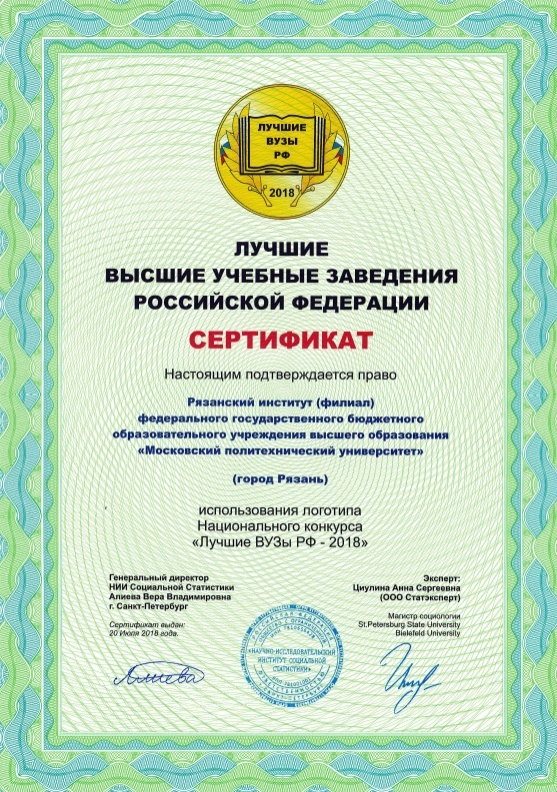 ЛУЧШИЕ
ВУЗЫ
РФ
2018
ЛУЧШИЕ
ВЫСШИЕ УЧЕБНЫЕ ЗАВЕДЕНИЯ
РОССИЙСКОЙ ФЕДЕРАЦИИ
СЕРТИФИКАТ
Настоящим подтверждается право
Рязанский институт (филиал)
федерального государственного бюджетного
образовательного учреждения высшего образования
«Московский политехнический университет»
(город Рязань)
использования логотипа
Национального конкурса
«Лучшие ВУЗы РФ - 2018»
Генеральный директор
НИИ Социальной Статистики
Алиева Вера Владимировна
г. Санкт-Петербург
Сертификат выдан:
20 Июля 2018 года.
Эксперт:
Циулина Анна Сергеевна
(ООО Статэксперт)
Магистр социологии
St.Petersburg State University
Bielefeld University
«НАУЧНО-ИССЛЕДОВАТЕЛЬСКИЙ
ИНСТИТУТ СОЦИАЛЬНОЙ
СТАТИСТИКИ»